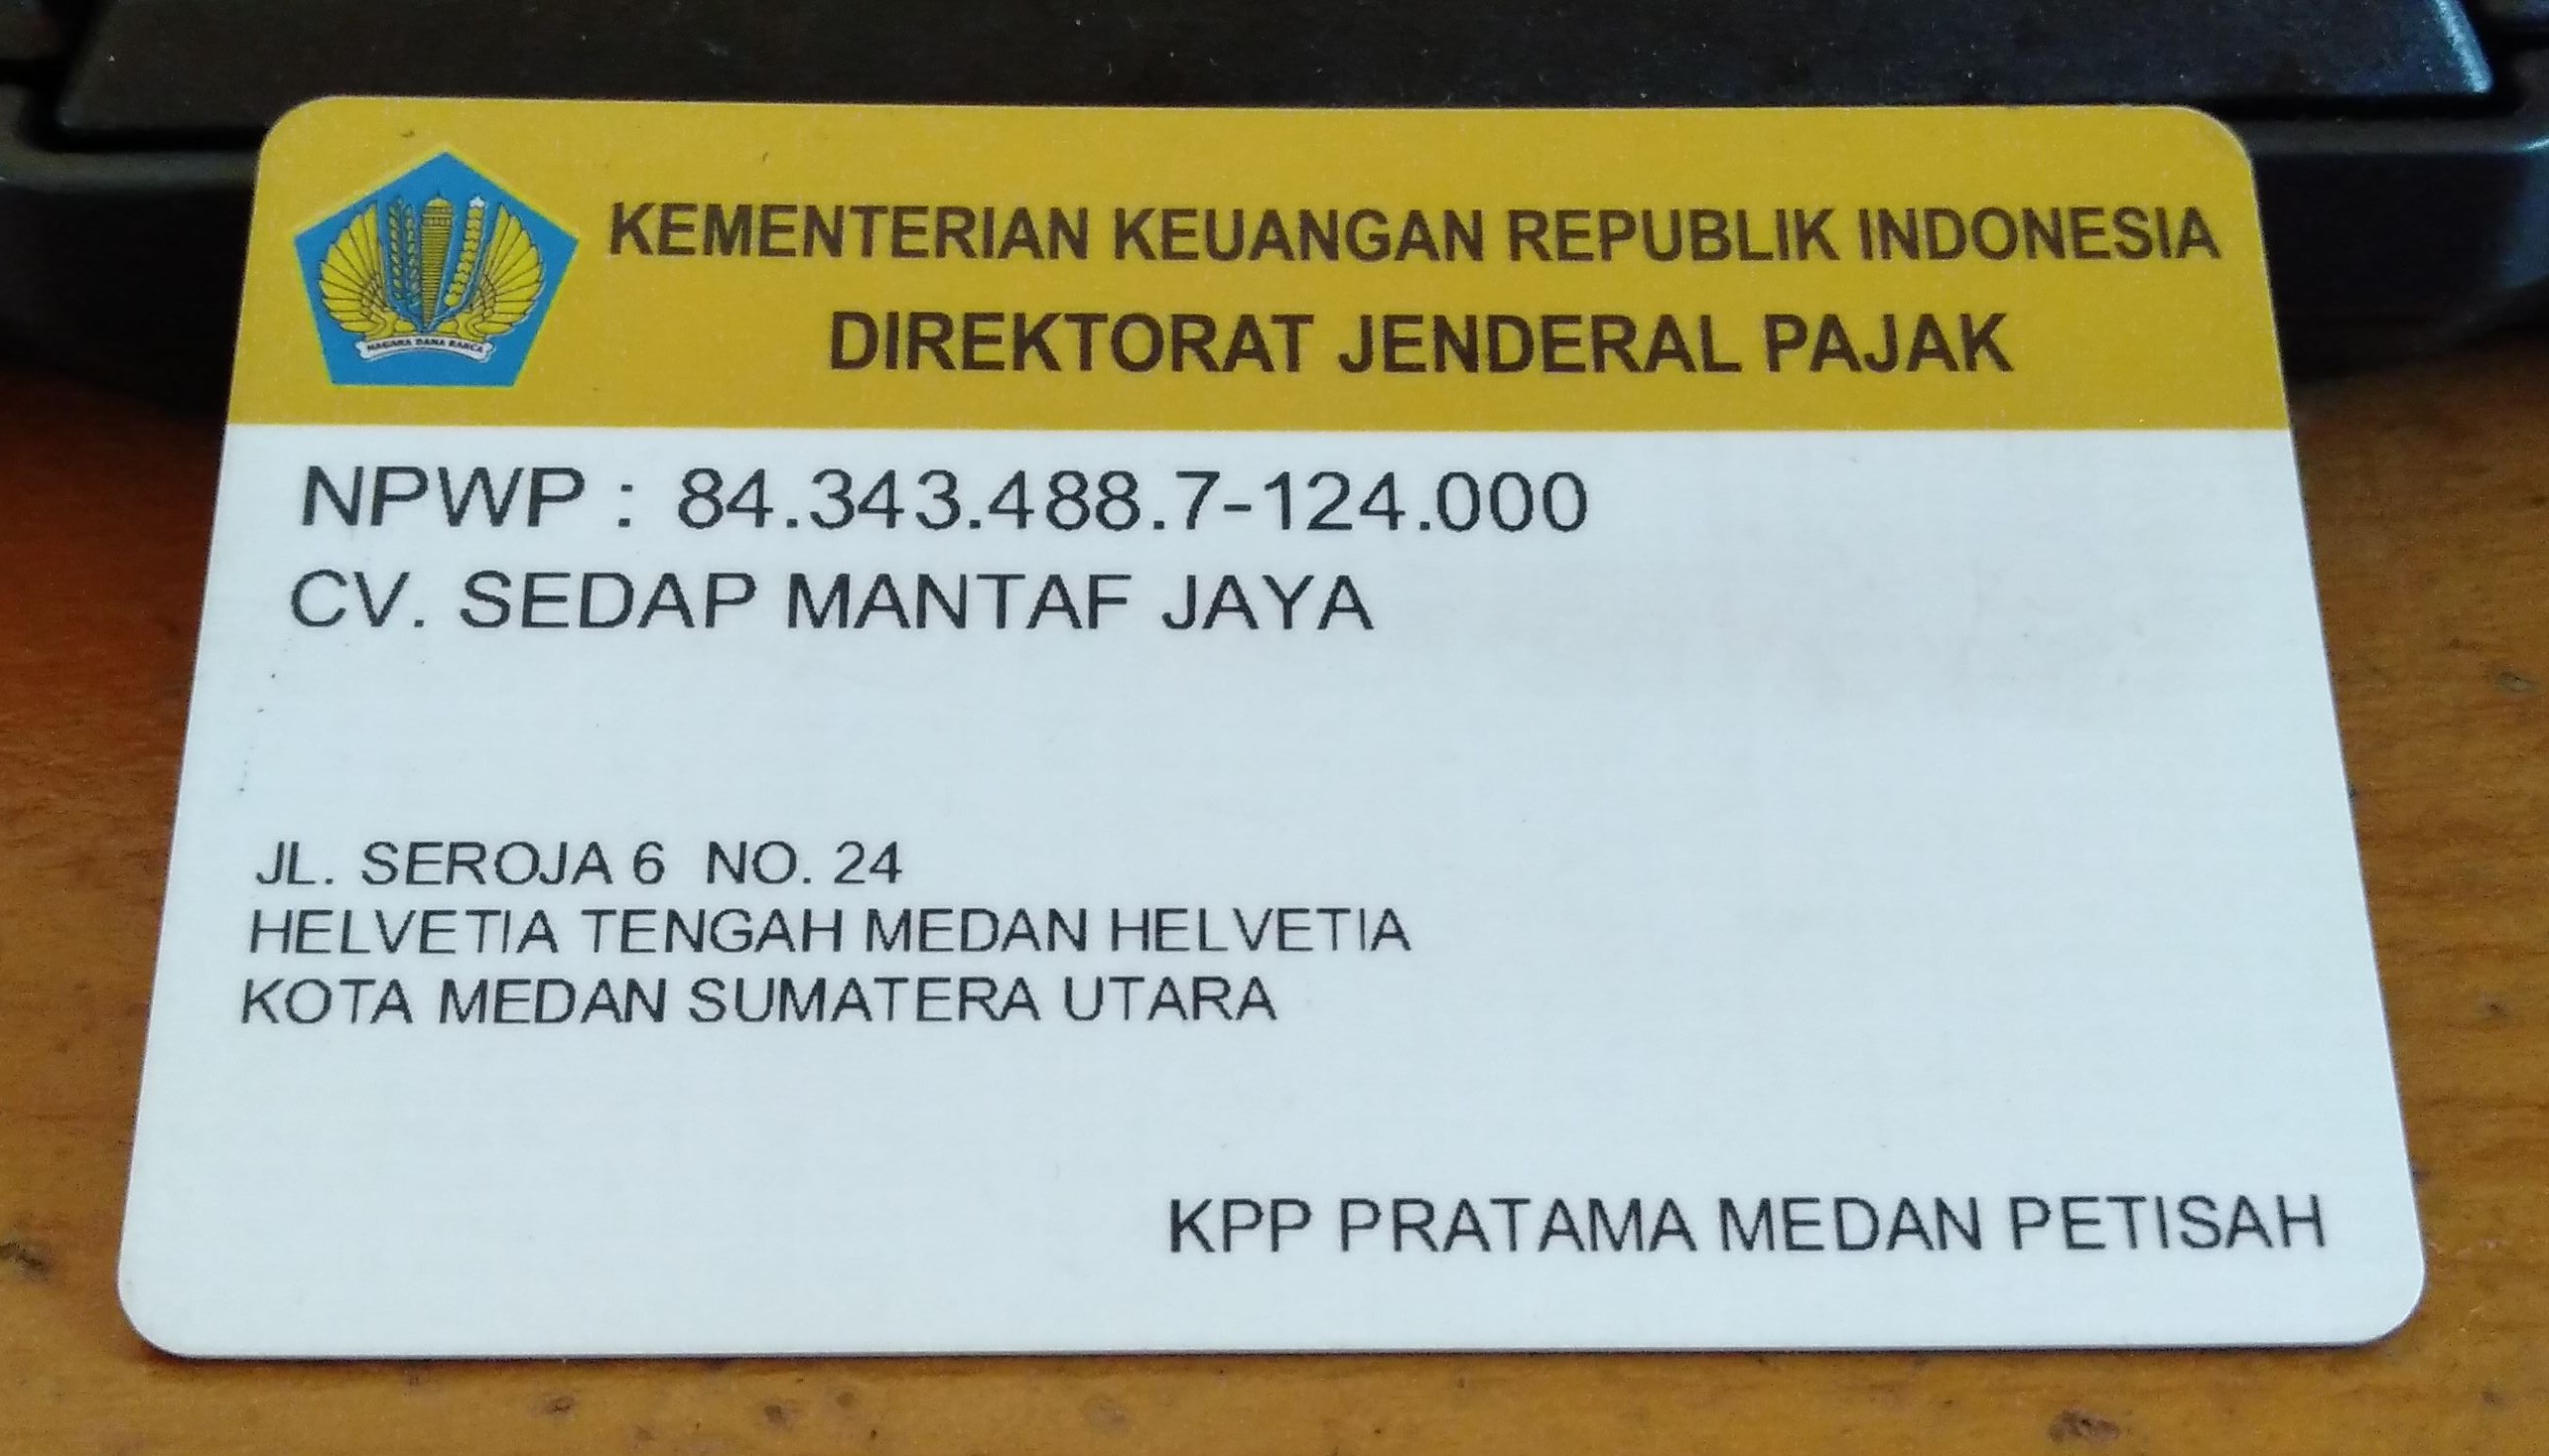 KEMENTERIAN KEUANGAN REPUBLIK INDONESIA
DIREKTORAT JENDERAL PAJAK
NAGARA DANA RAKCA
NPWP : 84.343.488.7-124.000
CV. SEDAP MANTAF JAYA
JL. SEROJA 6 NO. 24
HELVETIA TENGAH MEDAN HELVETIA
KOTA MEDAN SUMATERA UTARA
KPP PRATAMA MEDAN PETISAH